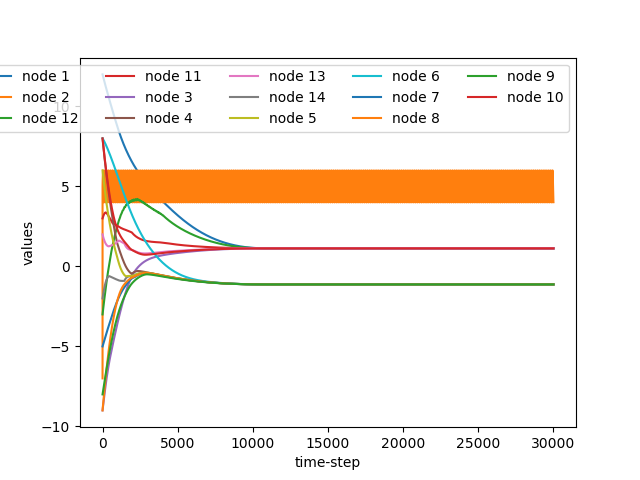 node 1 node 11 node 13 node 6 node 9
node 2 node 3 node 14 node 7 node 10
node 12 node 4 node 5 node 8
10
5
0
−5
−10
values
0 5000 10000 15000 20000 25000 30000
time-step